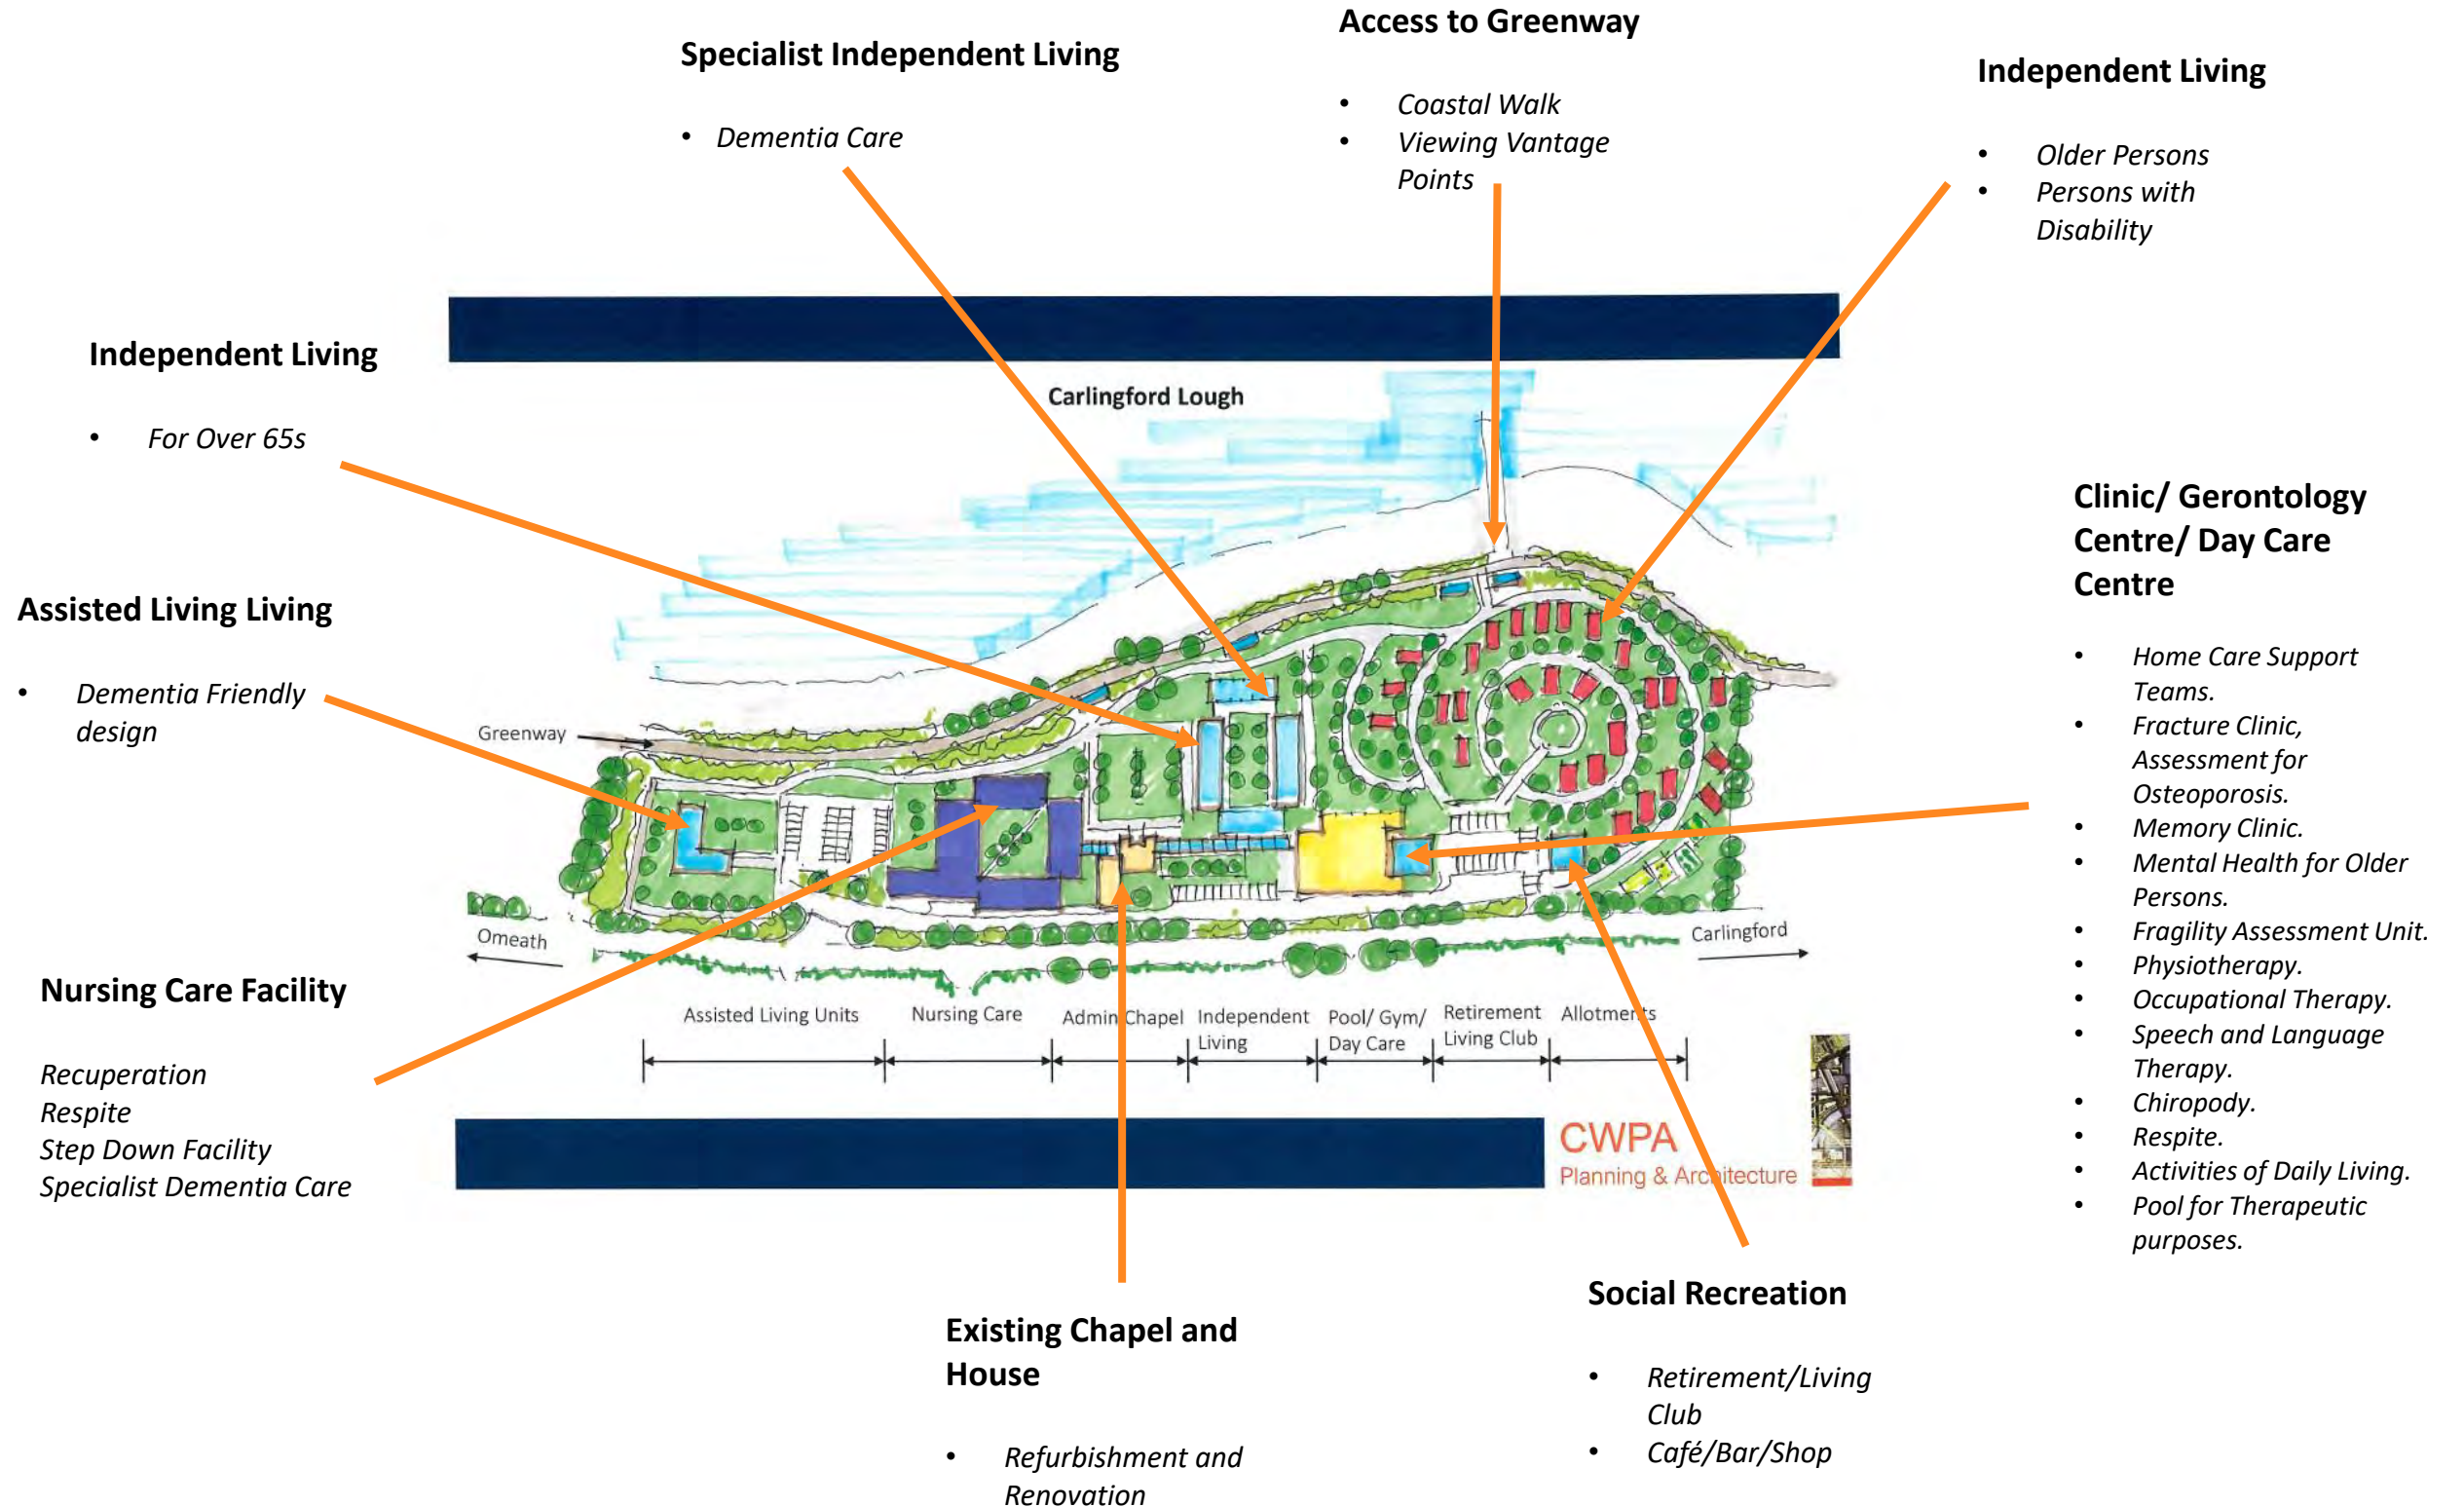 Access to Greenway
• Coastal Walk
• Viewing Vantage
Points
Specialist Independent Living
• Dementia Care
Independent Living
• Older Persons
• Persons with
Disability
Independent Living
• For Over 65s
Assisted Living Living
• Dementia Friendly
design
Nursing Care Facility
Recuperation
Respite
Step Down Facility
Specialist Dementia Care
Carlingford Lough
Greenway
Omeath
Carlingford
Assisted Living Units
Nursing Care
Admin Chapel
Independent
Living
Pool/ Gym/
Day Care
Retirement
Living Club
Allotments
CWPA
Planning & Architecture
Clinic/ Gerontology
Centre/ Day Care
Centre
• Home Care Support
Teams.
• Fracture Clinic,
Assessment for
Osteoporosis.
• Memory Clinic.
• Mental Health for Older
Persons.
• Fragility Assessment Unit.
• Physiotherapy.
• Occupational Therapy.
• Speech and Language
Therapy.
• Chiropody.
• Respite.
• Activities of Daily Living.
• Pool for Therapeutic
purposes.
Existing Chapel and
House
• Refurbishment and
Renovation
Social Recreation
• Retirement/Living
Club
• Café/Bar/Shop